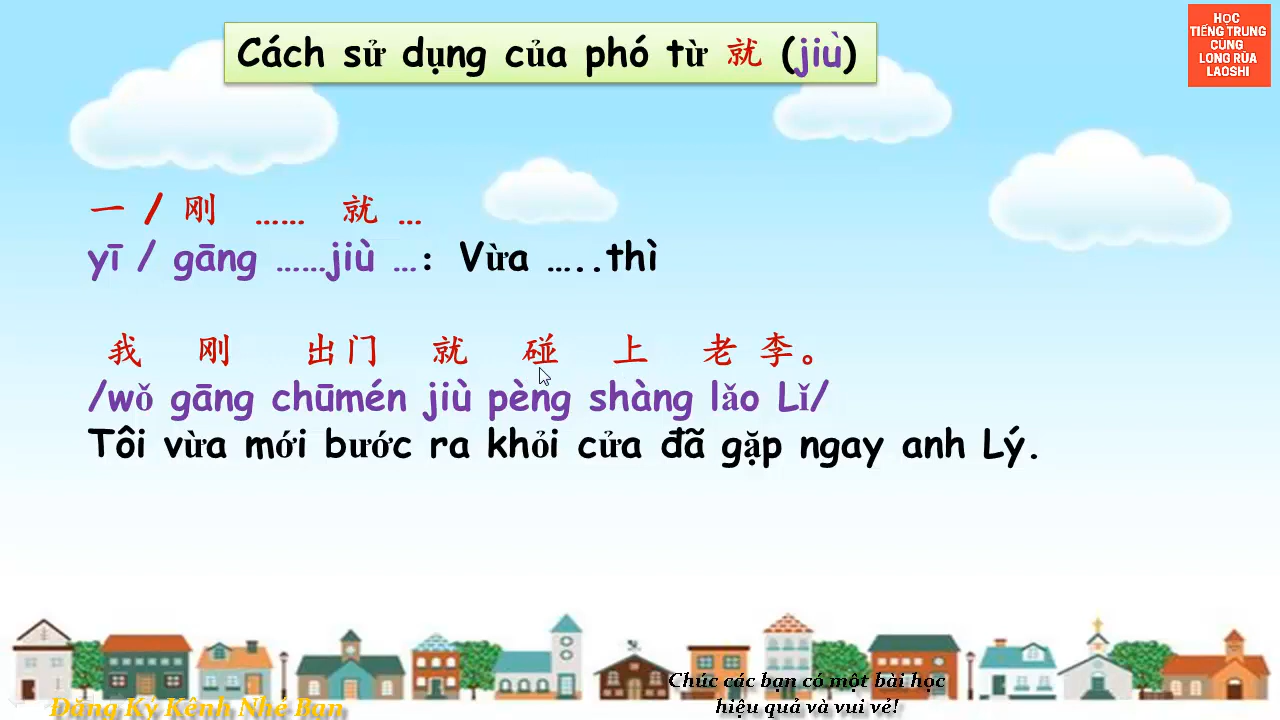 Cách sử dụng của phó từ 就 (jiù)
HỌC
TIẾNG TRUNG
CUNG
LONG RÙA
LAOSHI
一 / 刚 …… 就 …
yī / gāng ……jiù …: Vừa …..thì
我 刚 出门 就 碰 上 老 李。
/wǒ gāng chūmén jiù pèng shàng lǎo Lǐ/
Tôi vừa mới bước ra khỏi cửa đã gặp ngay anh Lý.
Chúc các bạn có một bài học
hiệu quả và vui vẻ!
Đăng Ký Kênh Nhé Bạn